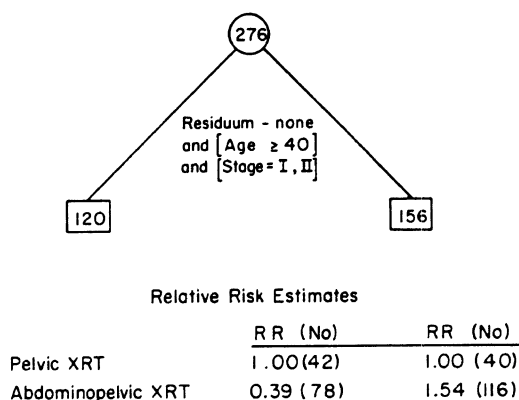 276
Residuum - none
and [Age ≥ 40]
and [Stage = I, II]
120
156
Relative Risk Estimates
RR (No) RR (No)
Pelvic XRT 1.00 (42) 1.00 (40)
Abdominopelvic XRT 0.39 (78) 1.54 (116)